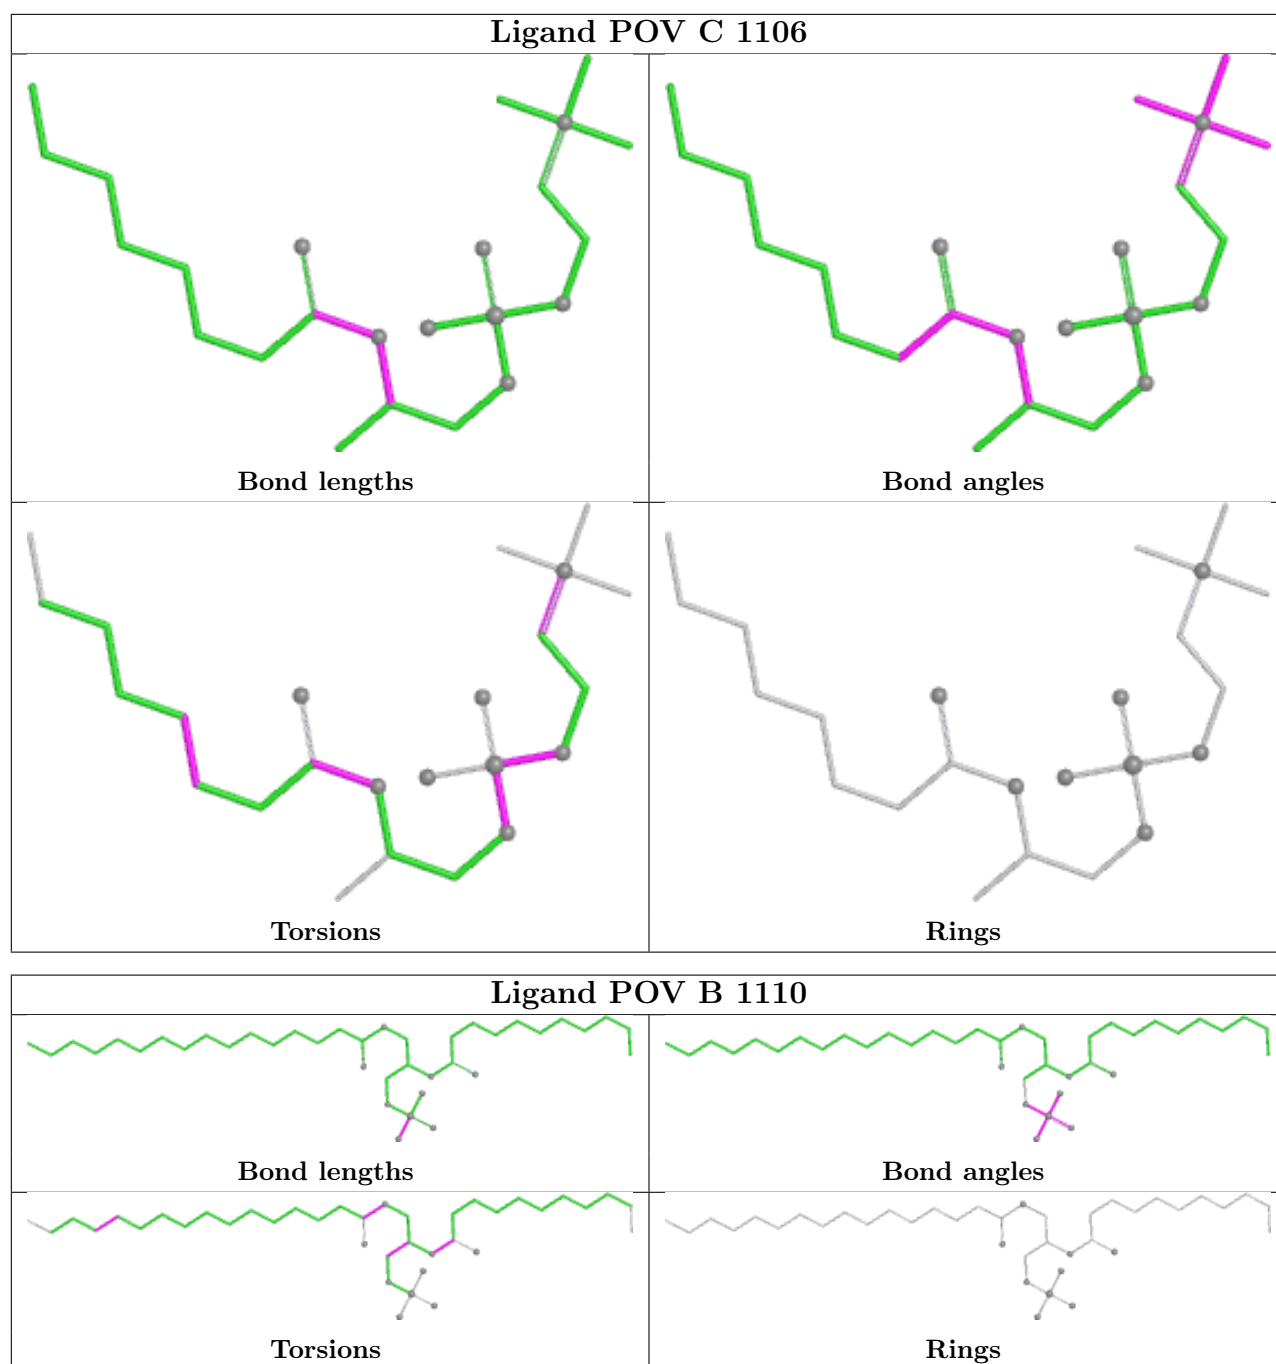 Ligand POV C 1106
Bond lengths
Bond angles
Torsions
Rings
Ligand POV B 1110
Bond lengths
Bond angles
Torsions
Rings